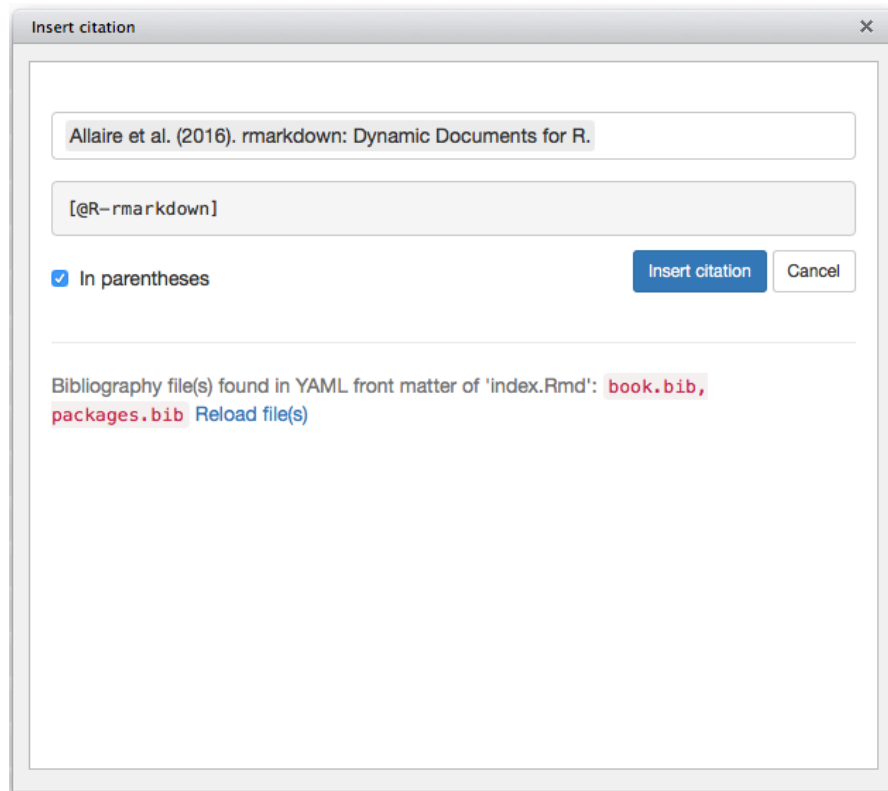 Insert citation
Allaire et al. (2016). rmarkdown: Dynamic Documents for R.
[@R-rmarkdown]
In parentheses
Insert citation
Cancel
Bibliography file(s) found in YAML front matter of 'index.Rmd': book.bib,
packages.bib Reload file(s)